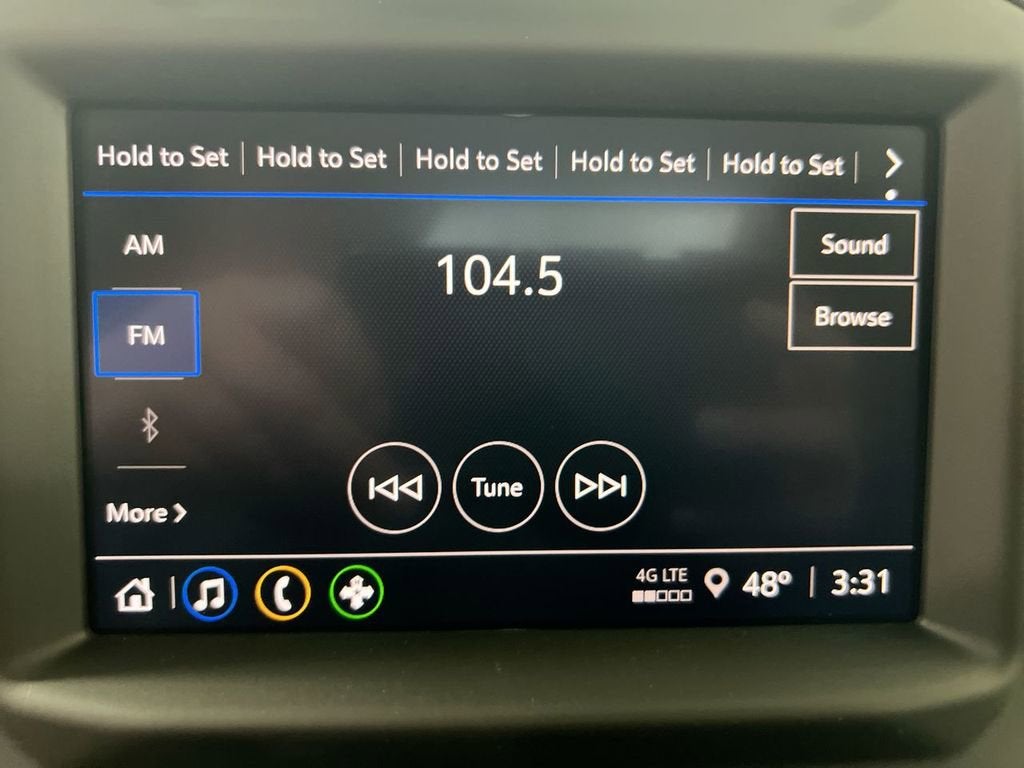 Hold to Set | Hold to Set | Hold to Set | Hold to Set | Hold to Set |
AM
104.5
Sound
FM
Browse
Tune
More
4G LTE
48° | 3:31